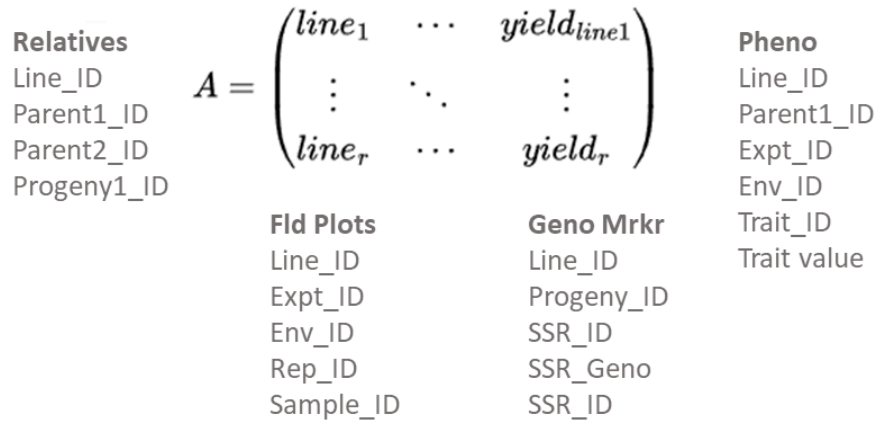 Relatives
Line_ID
Parent1_ID
Parent2_ID
Progeny1_ID
A =
line₁ ⋯ yield_line1
⋮ ⋱ ⋮
line_r ⋯ yield_r
Fld Plots
Line_ID
Expt_ID
Env_ID
Rep_ID
Sample_ID
Geno Mrkr
Line_ID
Progeny_ID
SSR_ID
SSR_Geno
SSR_ID
Pheno
Line_ID
Parent1_ID
Expt_ID
Env_ID
Trait_ID
Trait value